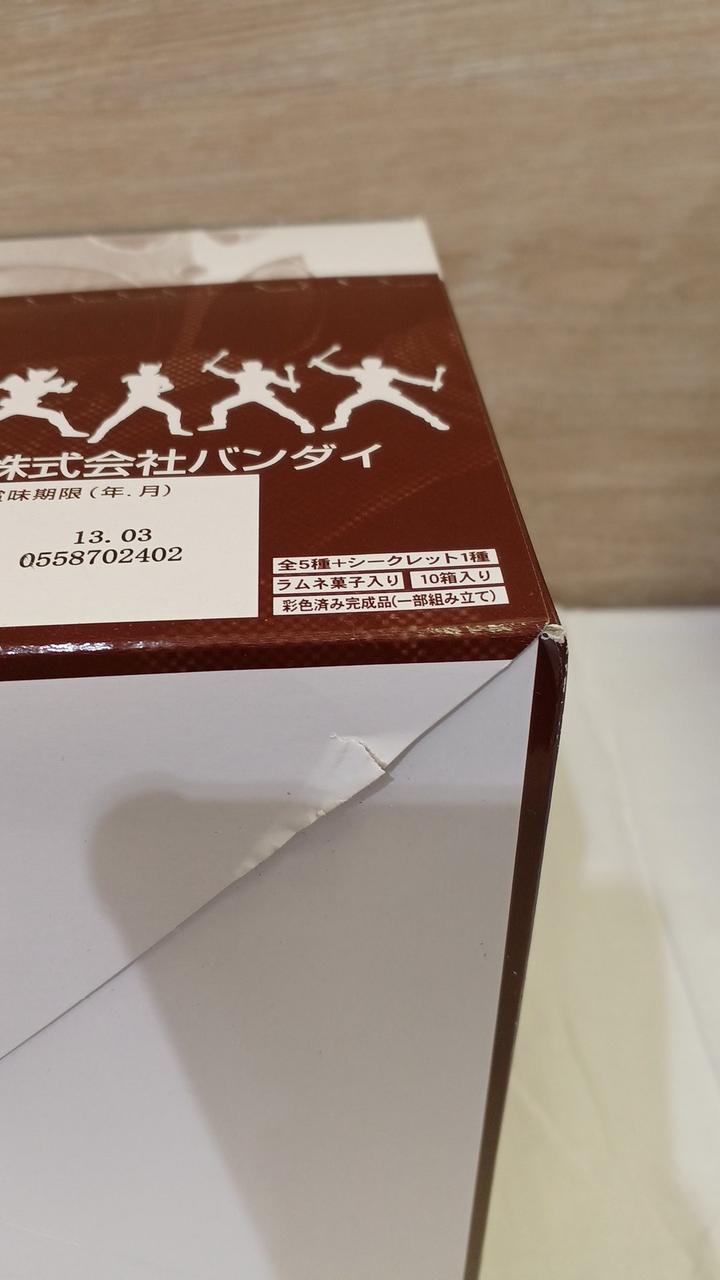 株式会社バンダイ
賞味期限(年.月)
13.03
0558702402
全5種+シークレット1種
ラムネ菓子入り 10箱入り
彩色済み完成品(一部組み立て)